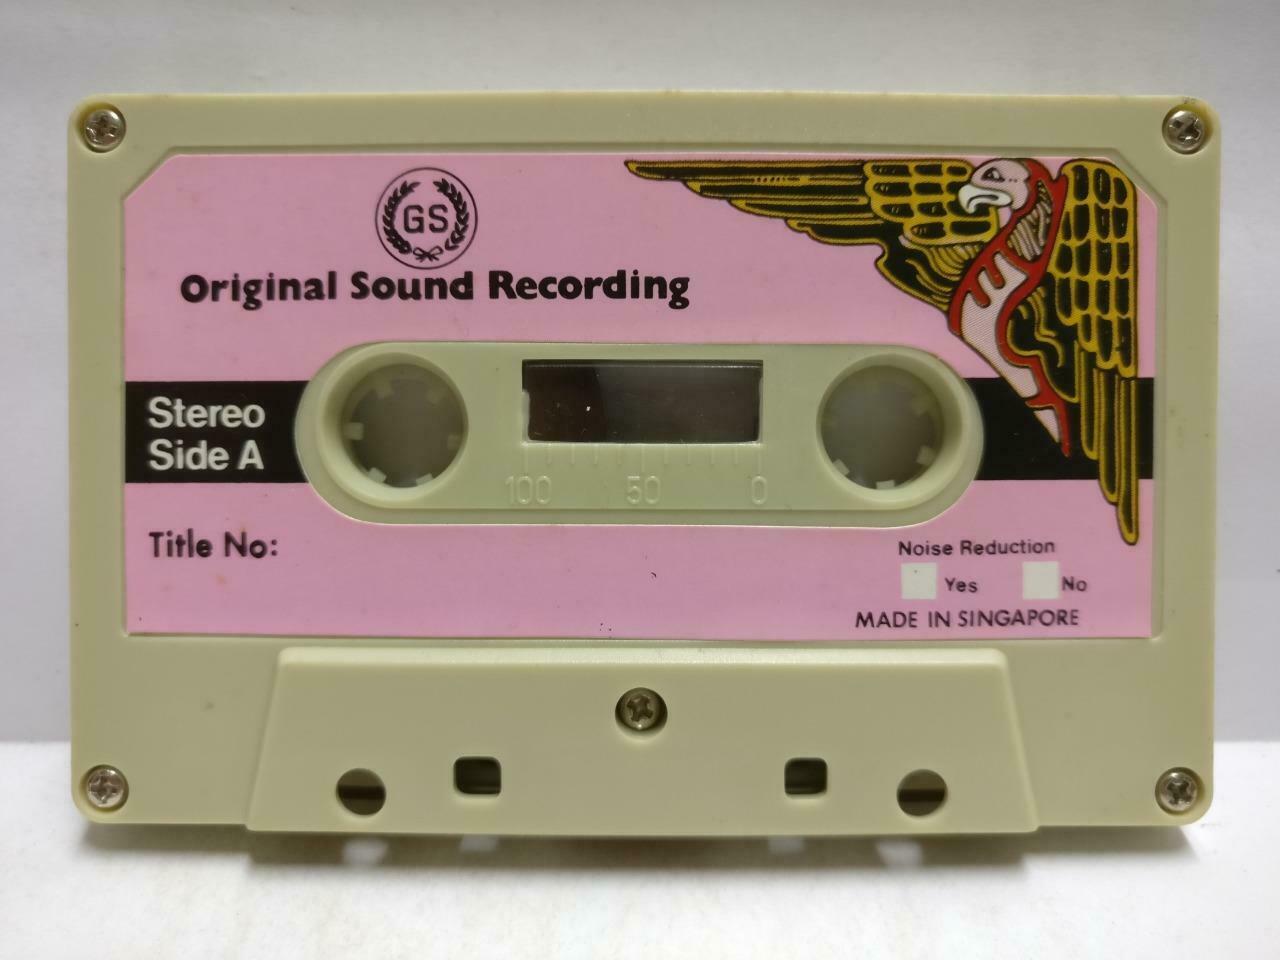 GS
Original Sound Recording
Stereo
Side A
100 50 0
Title No:
Noise Reduction
Yes No
MADE IN SINGAPORE